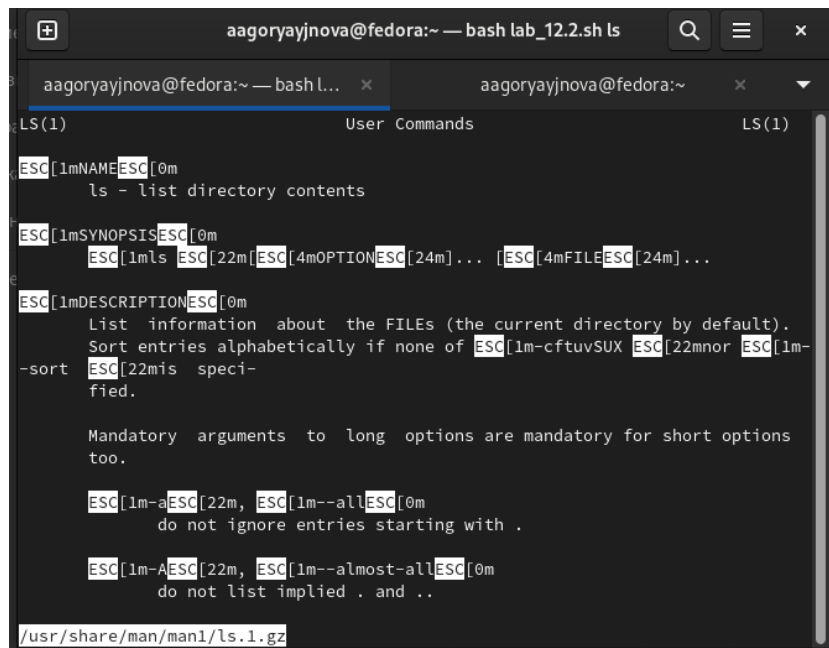 aagoryayjnova@fedora:~ — bash lab_12.2.sh ls
aagoryayjnova@fedora:~ — bash l...
aagoryayjnova@fedora:~
LS(1) User Commands LS(1)
ESC[1mNAMEESC[0m
ls - list directory contents
ESC[1mSYNOPSISESC[0m
ESC[1mls ESC[22m[ESC[4mOPTIONESC[24m]... [ESC[4mFILEESC[24m]...
ESC[1mDESCRIPTIONESC[0m
List information about the FILEs (the current directory by default).
Sort entries alphabetically if none of ESC[1m-cftuvSUX ESC[22mnor ESC[1m-
-sort ESC[22mis speci-
fied.
Mandatory arguments to long options are mandatory for short options
too.
ESC[1m-aESC[22m, ESC[1m--allESC[0m
do not ignore entries starting with .
ESC[1m-AESC[22m, ESC[1m--almost-allESC[0m
do not list implied . and ..
/usr/share/man/man1/ls.1.gz